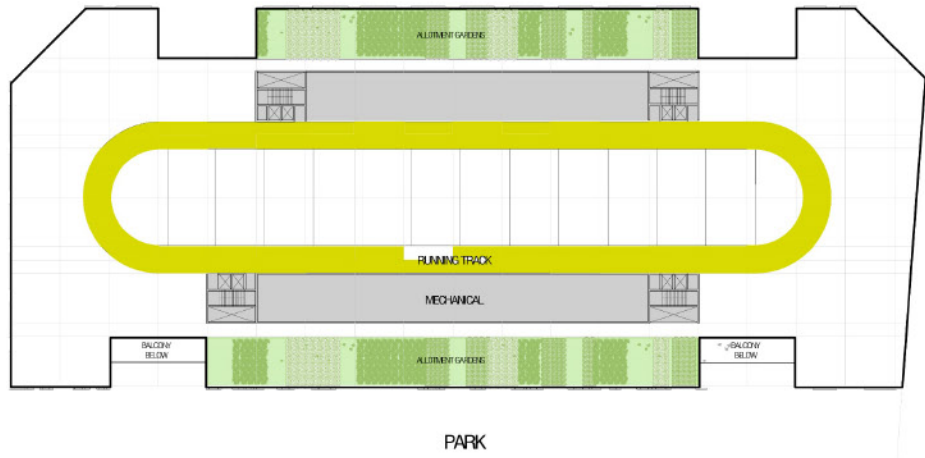 ALLOTMENT GARDENS
RUNNING TRACK
MECHANICAL
BALCONY
BELOW
ALLOTMENT GARDENS
BALCONY
BELOW
PARK